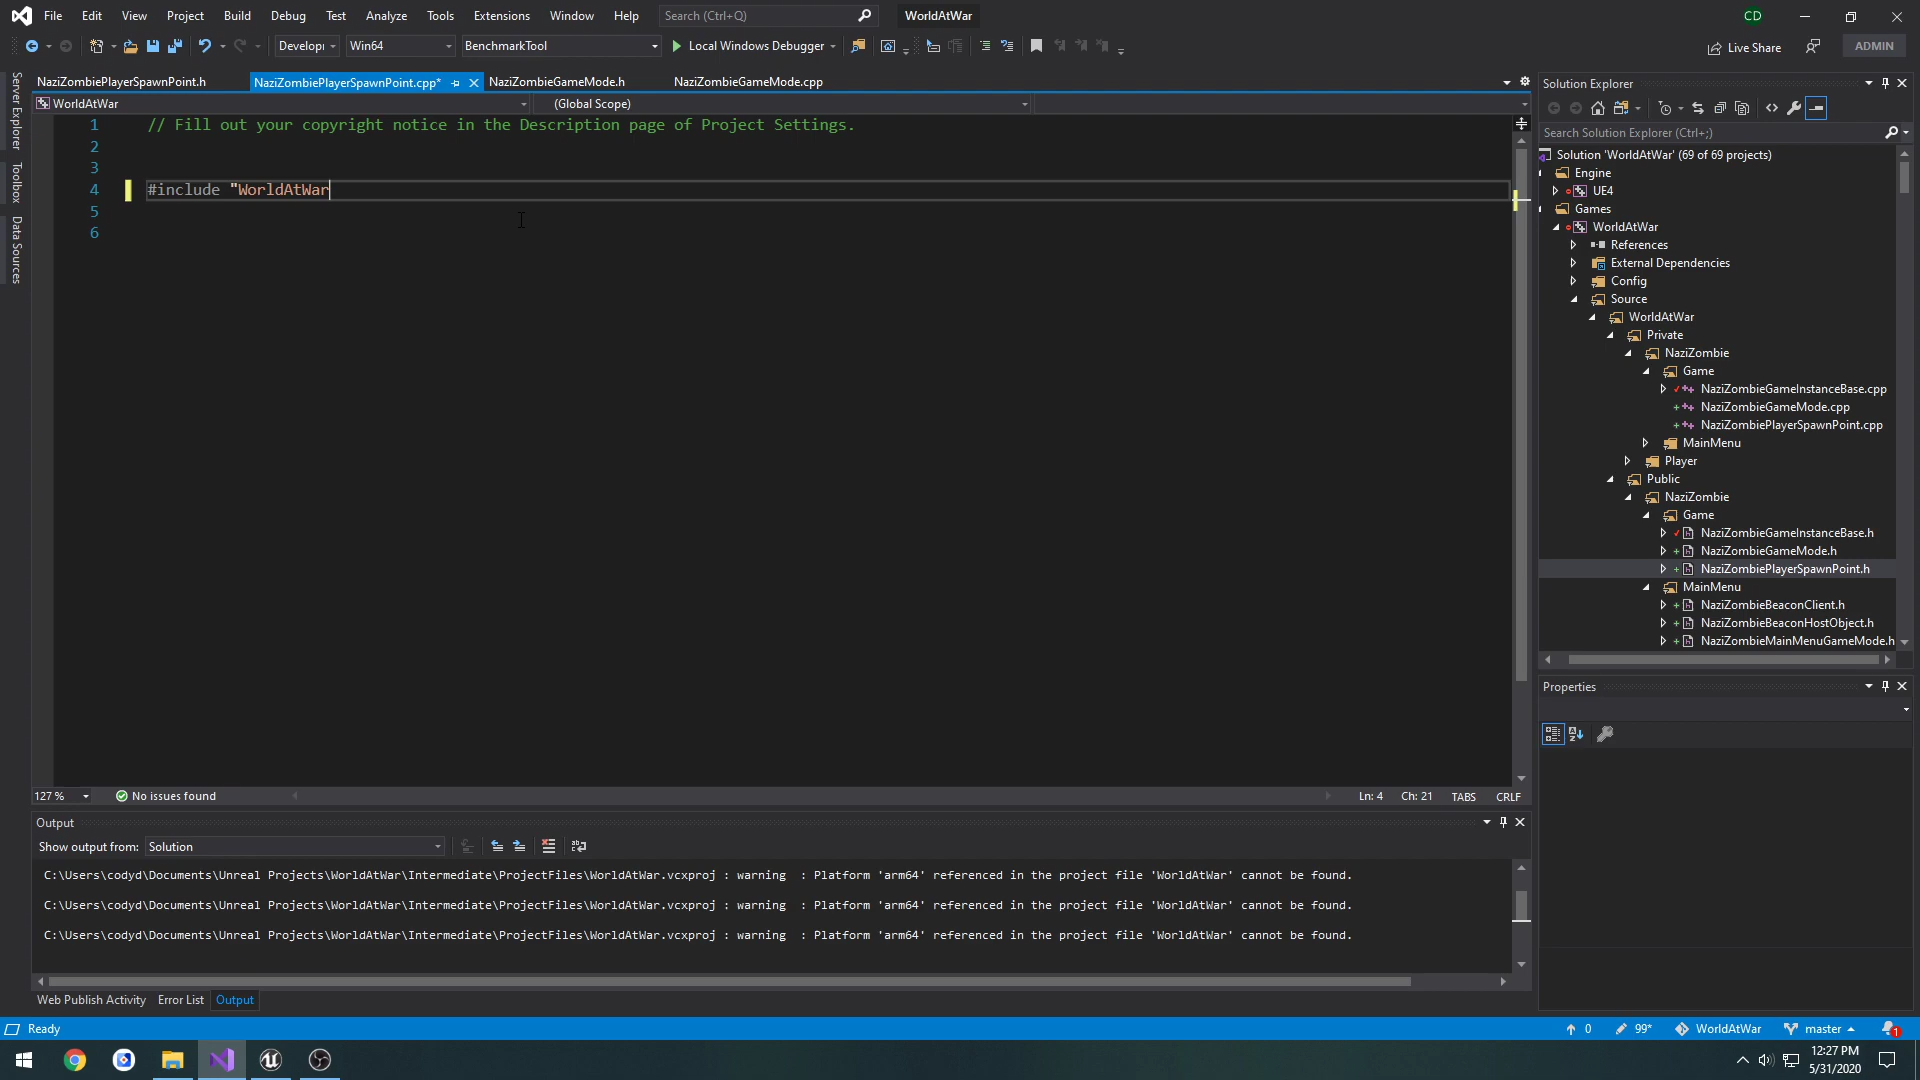 File Edit View Project Build Debug Test Analyze Tools Extensions Window Help Search (Ctrl+Q) WorldAtWar CD
Develop Win64 BenchmarkTool Local Windows Debugger Live Share ADMIN
NaziZombiePlayerSpawnPoint.h NaziZombiePlayerSpawnPoint.cpp* NaziZombieGameMode.h NaziZombieGameMode.cpp
WorldAtWar (Global Scope)
Server Explorer
Toolbox
Data Sources
1 // Fill out your copyright notice in the Description page of Project Settings.
2
3
4 #include "WorldAtWar
5
6
127 % No issues found Ln: 4 Ch: 21 TABS CRLF
Output
Show output from: Solution
C:\Users\codyd\Documents\Unreal Projects\WorldAtWar\Intermediate\ProjectFiles\WorldAtWar.vcxproj : warning : Platform 'arm64' referenced in the project file 'WorldAtWar' cannot be found.
C:\Users\codyd\Documents\Unreal Projects\WorldAtWar\Intermediate\ProjectFiles\WorldAtWar.vcxproj : warning : Platform 'arm64' referenced in the project file 'WorldAtWar' cannot be found.
C:\Users\codyd\Documents\Unreal Projects\WorldAtWar\Intermediate\ProjectFiles\WorldAtWar.vcxproj : warning : Platform 'arm64' referenced in the project file 'WorldAtWar' cannot be found.
Web Publish Activity Error List Output
Solution Explorer
Search Solution Explorer (Ctrl+;)
Solution 'WorldAtWar' (69 of 69 projects)
Engine
UE4
Games
WorldAtWar
References
External Dependencies
Config
Source
WorldAtWar
Private
NaziZombie
Game
NaziZombieGameInstanceBase.cpp
NaziZombieGameMode.cpp
NaziZombiePlayerSpawnPoint.cpp
MainMenu
Player
Public
NaziZombie
Game
NaziZombieGameInstanceBase.h
NaziZombieGameMode.h
NaziZombiePlayerSpawnPoint.h
MainMenu
NaziZombieBeaconClient.h
NaziZombieBeaconHostObject.h
NaziZombieMainMenuGameMode.h
Properties
Ready 0 99* WorldAtWar master 1
12:27 PM
5/31/2020